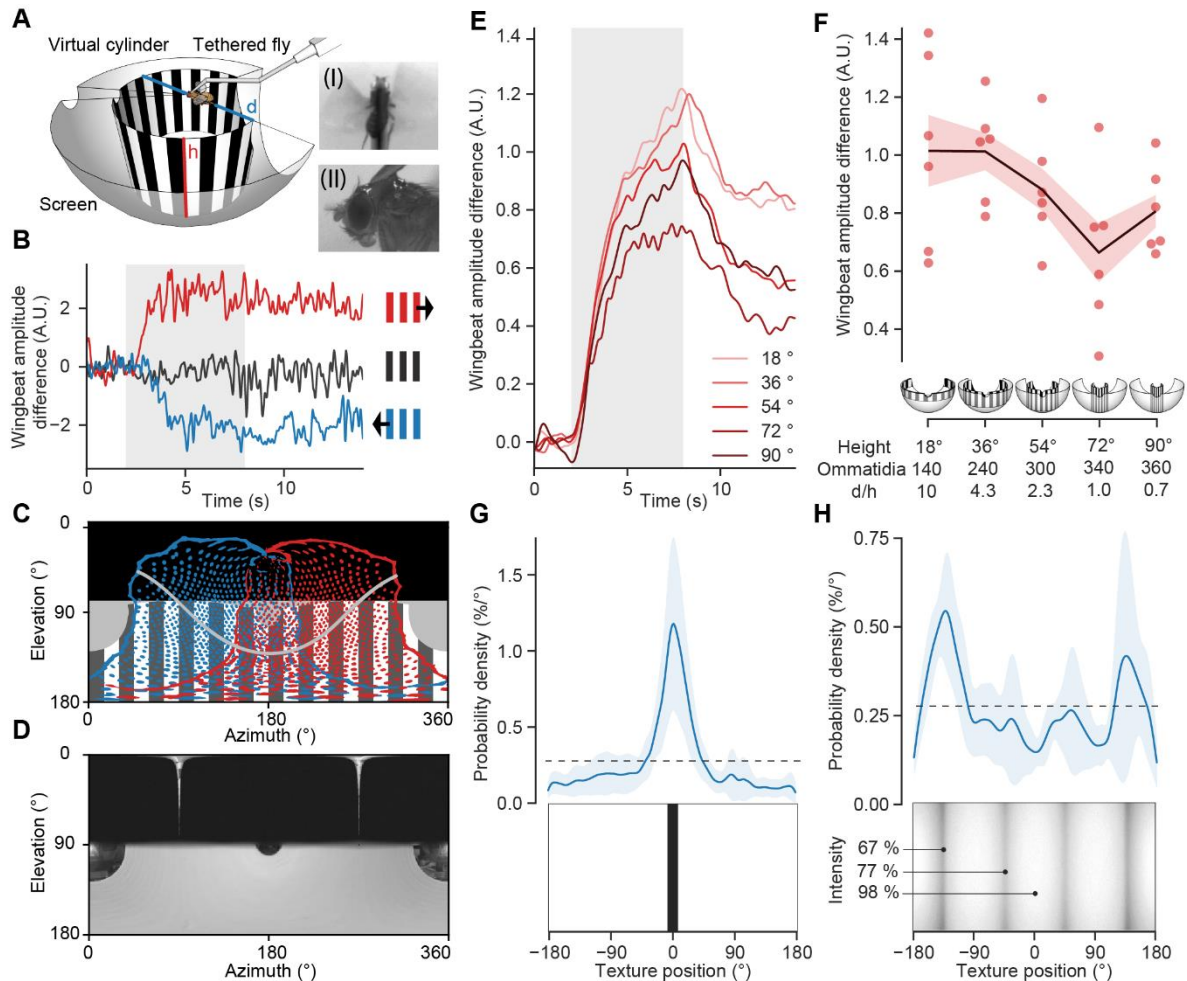 A
Virtual cylinder
Tethered fly
d
h
Screen
(I)
(II)
B
Wingbeat amplitude
difference (A.U.)
2
0
−2
0
5
10
Time (s)
C
Elevation (°)
0
90
180
0
180
360
Azimuth (°)
D
Elevation (°)
0
90
180
0
180
360
Azimuth (°)
E
Wingbeat amplitude difference (A.U.)
1.4
1.2
1.0
0.8
0.6
0.4
0.2
0.0
18 °
36 °
54 °
72 °
90 °
0
5
10
Time (s)
F
Wingbeat amplitude difference (A.U.)
1.4
1.2
1.0
0.8
0.6
0.4
Height 18° 36° 54° 72° 90°
Ommatidia 140 240 300 340 360
d/h 10 4.3 2.3 1.0 0.7
G
Probability density (%/°)
1.5
1.0
0.5
0.0
−180 −90 0 90 180
Texture position (°)
H
Probability density (%/°)
0.75
0.50
0.25
0.00
Intensity
67 %
77 %
98 %
−180 −90 0 90 180
Texture position (°)